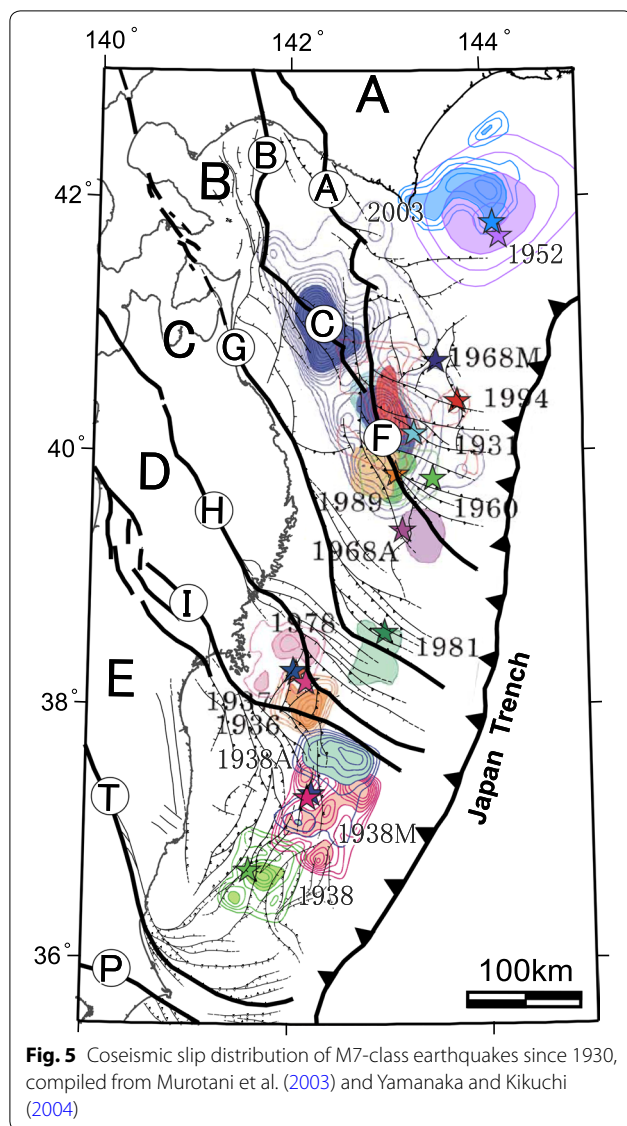 140°
142°
144°
A
B
B
A
42°
2003
1952
C
C
G
1968M
1994
40°
F
1931
D
1989
1960
H
1968A
I
1978
1981
E
38°
1937
1936
1938A
Japan Trench
T
1938M
1938
36°
P
100km
Fig. 5 Coseismic slip distribution of M7-class earthquakes since 1930,
compiled from Murotani et al. (2003) and Yamanaka and Kikuchi
(2004)